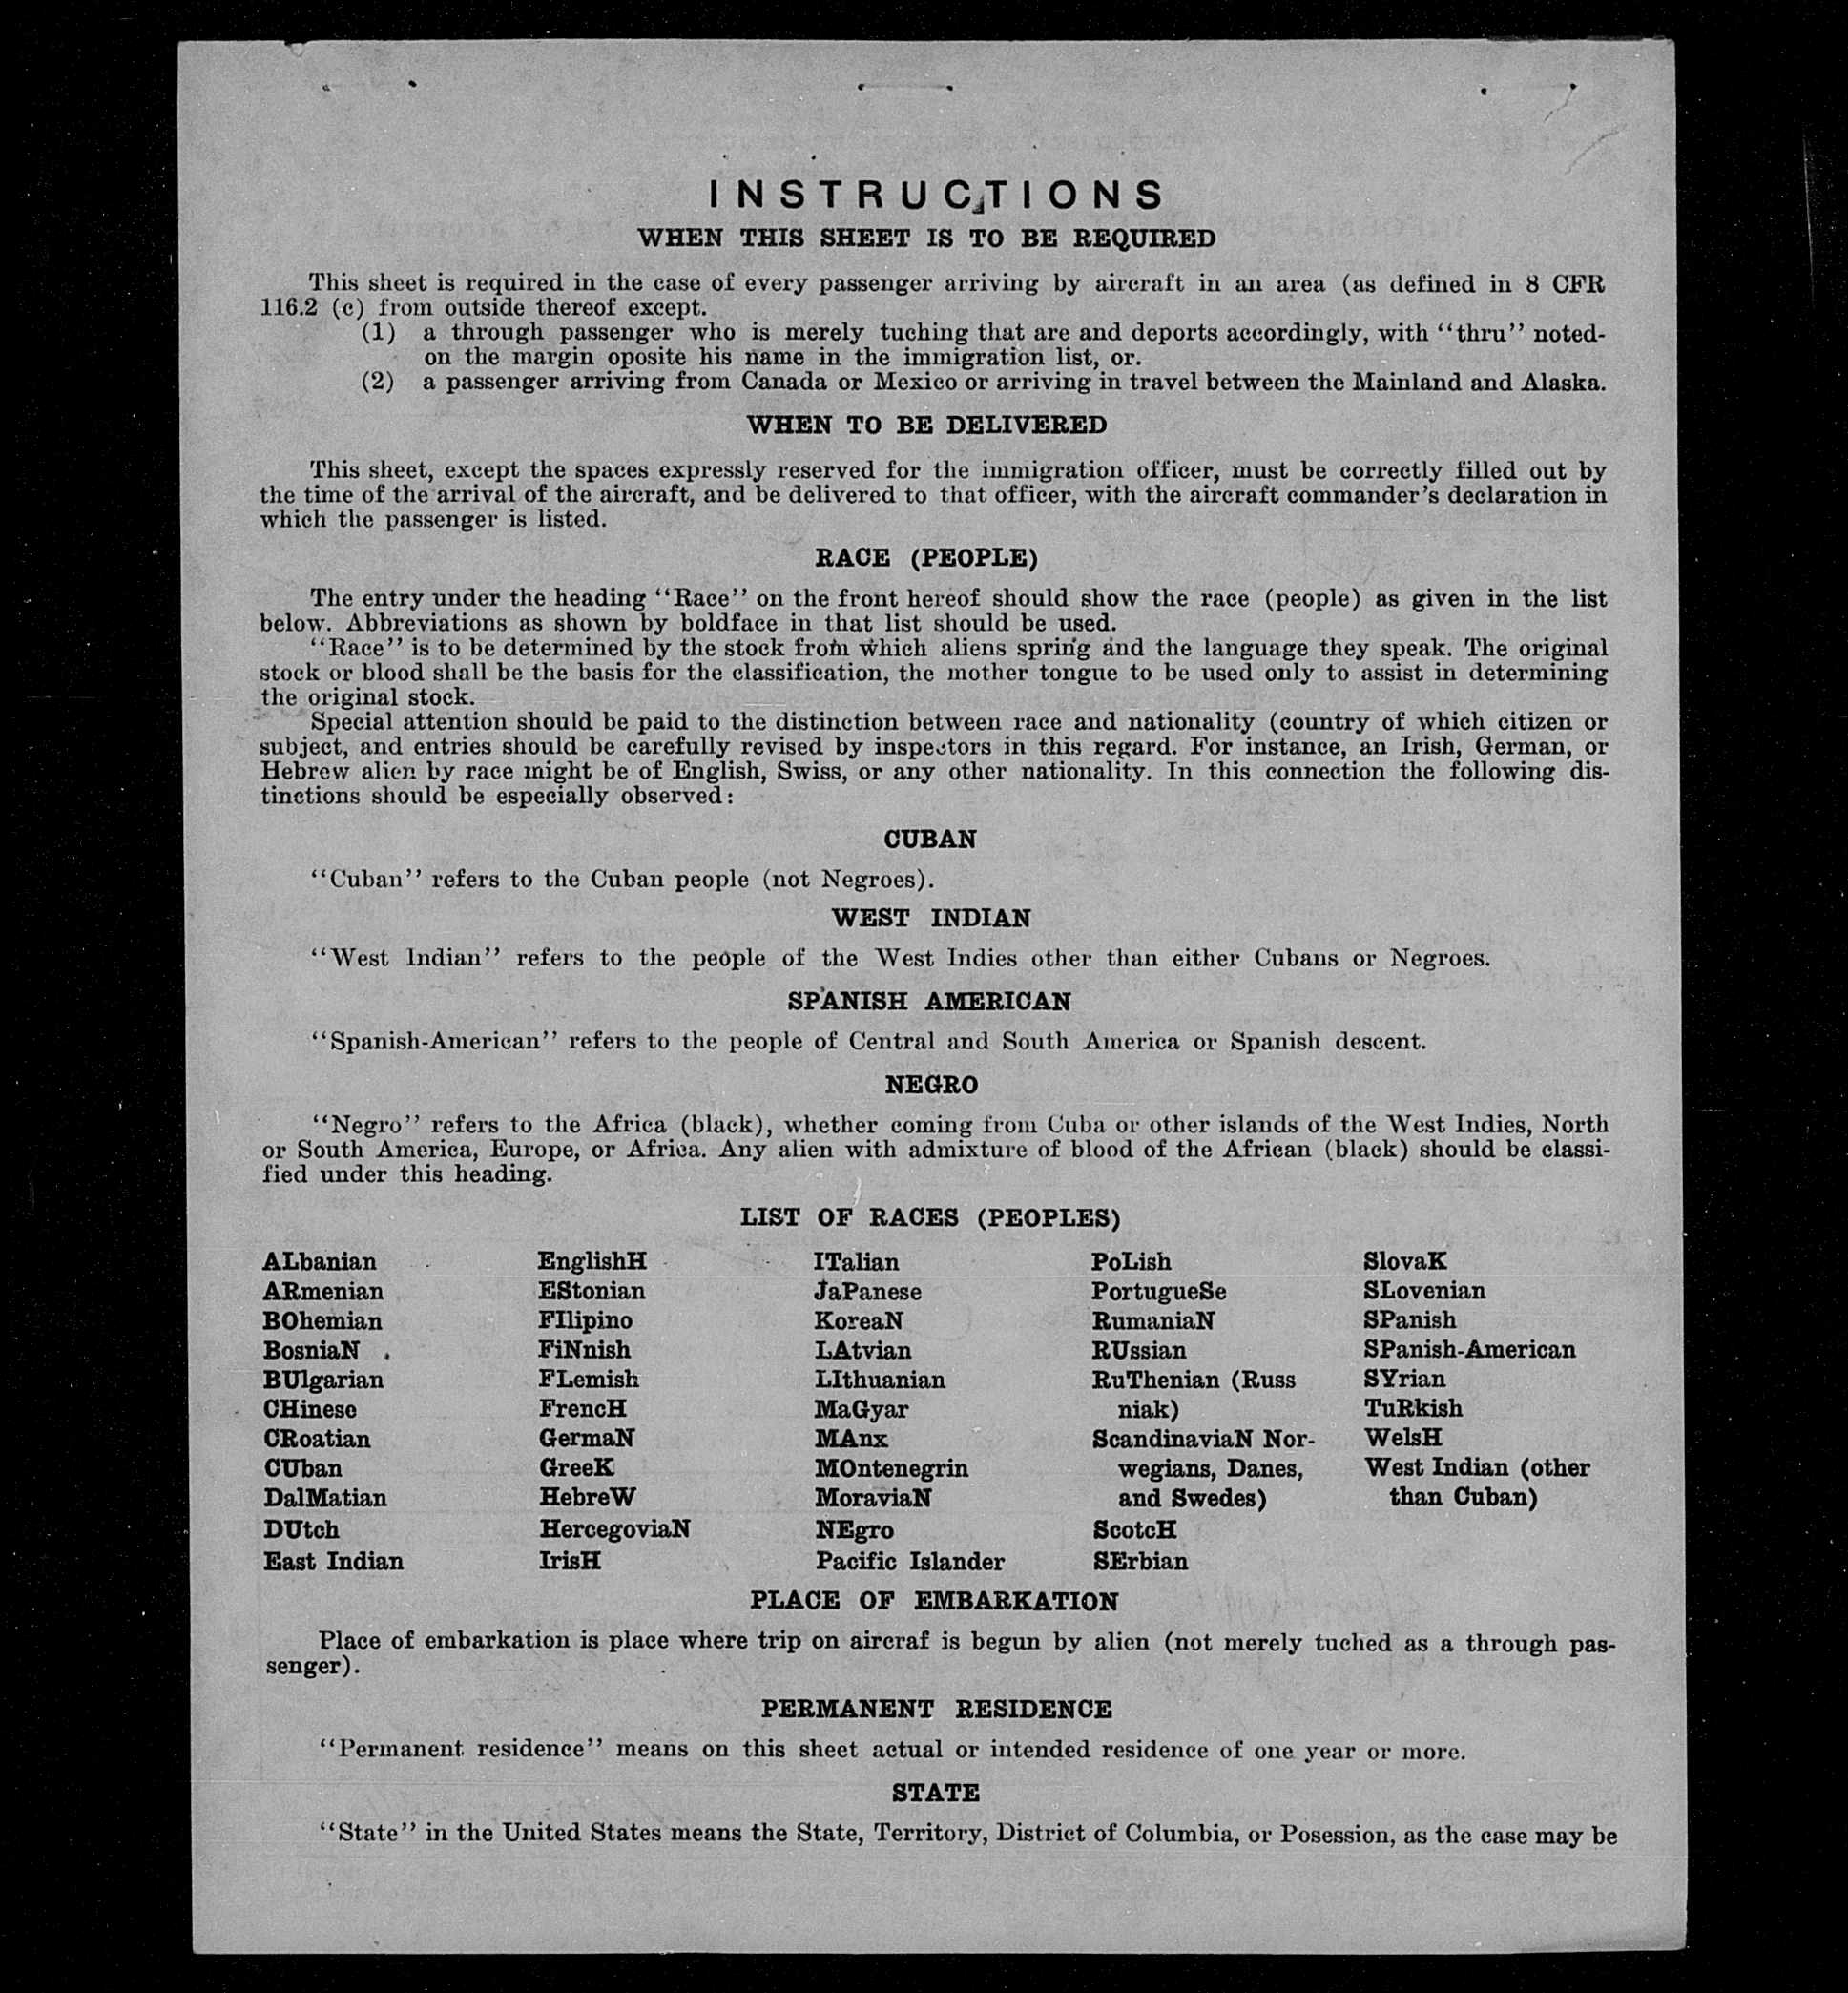 INSTRUCTIONS
WHEN THIS SHEET IS TO BE REQUIRED
This sheet is required in the case of every passenger arriving by aircraft in an area (as defined in 8 CFR
116.2 (c) from outside thereof except.
(1) a through passenger who is merely tuching that are and deports accordingly, with "thru" noted-
on the margin oposite his name in the immigration list, or.
(2) a passenger arriving from Canada or Mexico or arriving in travel between the Mainland and Alaska.
WHEN TO BE DELIVERED
This sheet, except the spaces expressly reserved for the immigration officer, must be correctly filled out by
the time of the arrival of the aircraft, and be delivered to that officer, with the aircraft commander's declaration in
which the passenger is listed.
RACE (PEOPLE)
The entry under the heading "Race" on the front hereof should show the race (people) as given in the list
below. Abbreviations as shown by boldface in that list should be used.
"Race" is to be determined by the stock from which aliens spring and the language they speak. The original
stock or blood shall be the basis for the classification, the mother tongue to be used only to assist in determining
the original stock.
Special attention should be paid to the distinction between race and nationality (country of which citizen or
subject, and entries should be carefully revised by inspectors in this regard. For instance, an Irish, German, or
Hebrew alien by race might be of English, Swiss, or any other nationality. In this connection the following dis-
tinctions should be especially observed:
CUBAN
"Cuban" refers to the Cuban people (not Negroes).
WEST INDIAN
"West Indian" refers to the people of the West Indies other than either Cubans or Negroes.
SPANISH AMERICAN
"Spanish-American" refers to the people of Central and South America or Spanish descent.
NEGRO
"Negro" refers to the Africa (black), whether coming from Cuba or other islands of the West Indies, North
or South America, Europe, or Africa. Any alien with admixture of blood of the African (black) should be classi-
fied under this heading.
LIST OF RACES (PEOPLES)
ALbanian
ARmenian
BOhemian
BosniaN
BUlgarian
CHinese
CRoatian
CUban
DalMatian
DUtch
East Indian
EnglishH
EStonian
FIlipino
FiNnish
FLemish
FrencH
GermaN
GreeK
HebreW
HercegoviaN
IrisH
ITalian
JaPanese
KoreaN
LAtvian
LIthuanian
MaGyar
MAnx
MOntenegrin
MoraviaN
NEgro
Pacific Islander
PoLish
PortugueSe
RumaniaN
RUssian
RuThenian (Russ
niak)
ScandinaviaN Nor-
wegians, Danes,
and Swedes)
ScotcH
SErbian
SlovaK
SLovenian
SPanish
SPanish-American
SYrian
TuRkish
WelsH
West Indian (other
than Cuban)
PLACE OF EMBARKATION
Place of embarkation is place where trip on aircraf is begun by alien (not merely tuched as a through pas-
senger).
PERMANENT RESIDENCE
"Permanent residence" means on this sheet actual or intended residence of one year or more.
STATE
"State" in the United States means the State, Territory, District of Columbia, or Posession, as the case may be